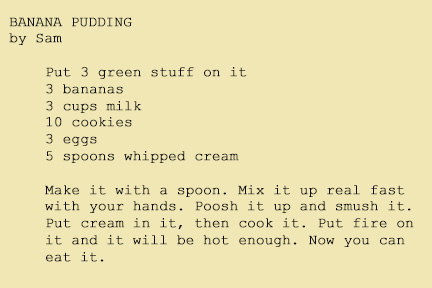 BANANA PUDDING
by Sam
Put 3 green stuff on it
3 bananas
3 cups milk
10 cookies
3 eggs
5 spoons whipped cream
Make it with a spoon. Mix it up real fast
with your hands. Poosh it up and smush it.
Put cream in it, then cook it. Put fire on
it and it will be hot enough. Now you can
eat it.